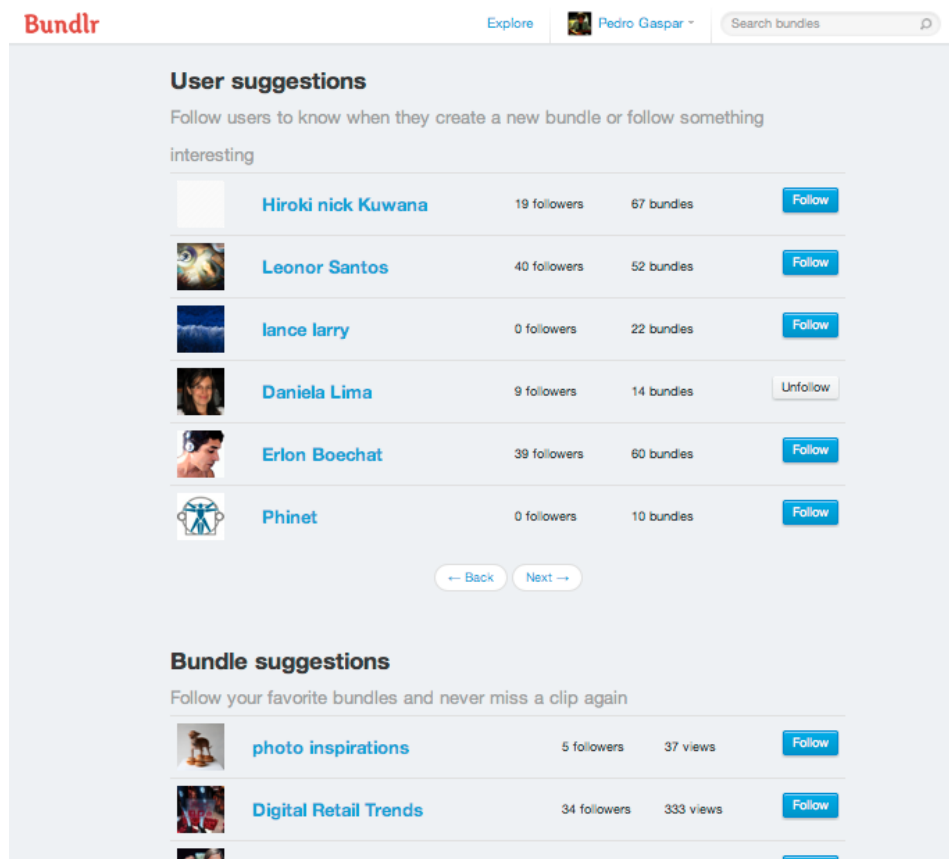 Bundlr
Explore
Pedro Gaspar
Search bundles
User suggestions
Follow users to know when they create a new bundle or follow something
interesting
Hiroki nick Kuwana 19 followers 67 bundles Follow
Leonor Santos 40 followers 52 bundles Follow
lance larry 0 followers 22 bundles Follow
Daniela Lima 9 followers 14 bundles Unfollow
Erlon Boechat 39 followers 60 bundles Follow
Phinet 0 followers 10 bundles Follow
← Back Next →
Bundle suggestions
Follow your favorite bundles and never miss a clip again
photo inspirations 5 followers 37 views Follow
Digital Retail Trends 34 followers 333 views Follow